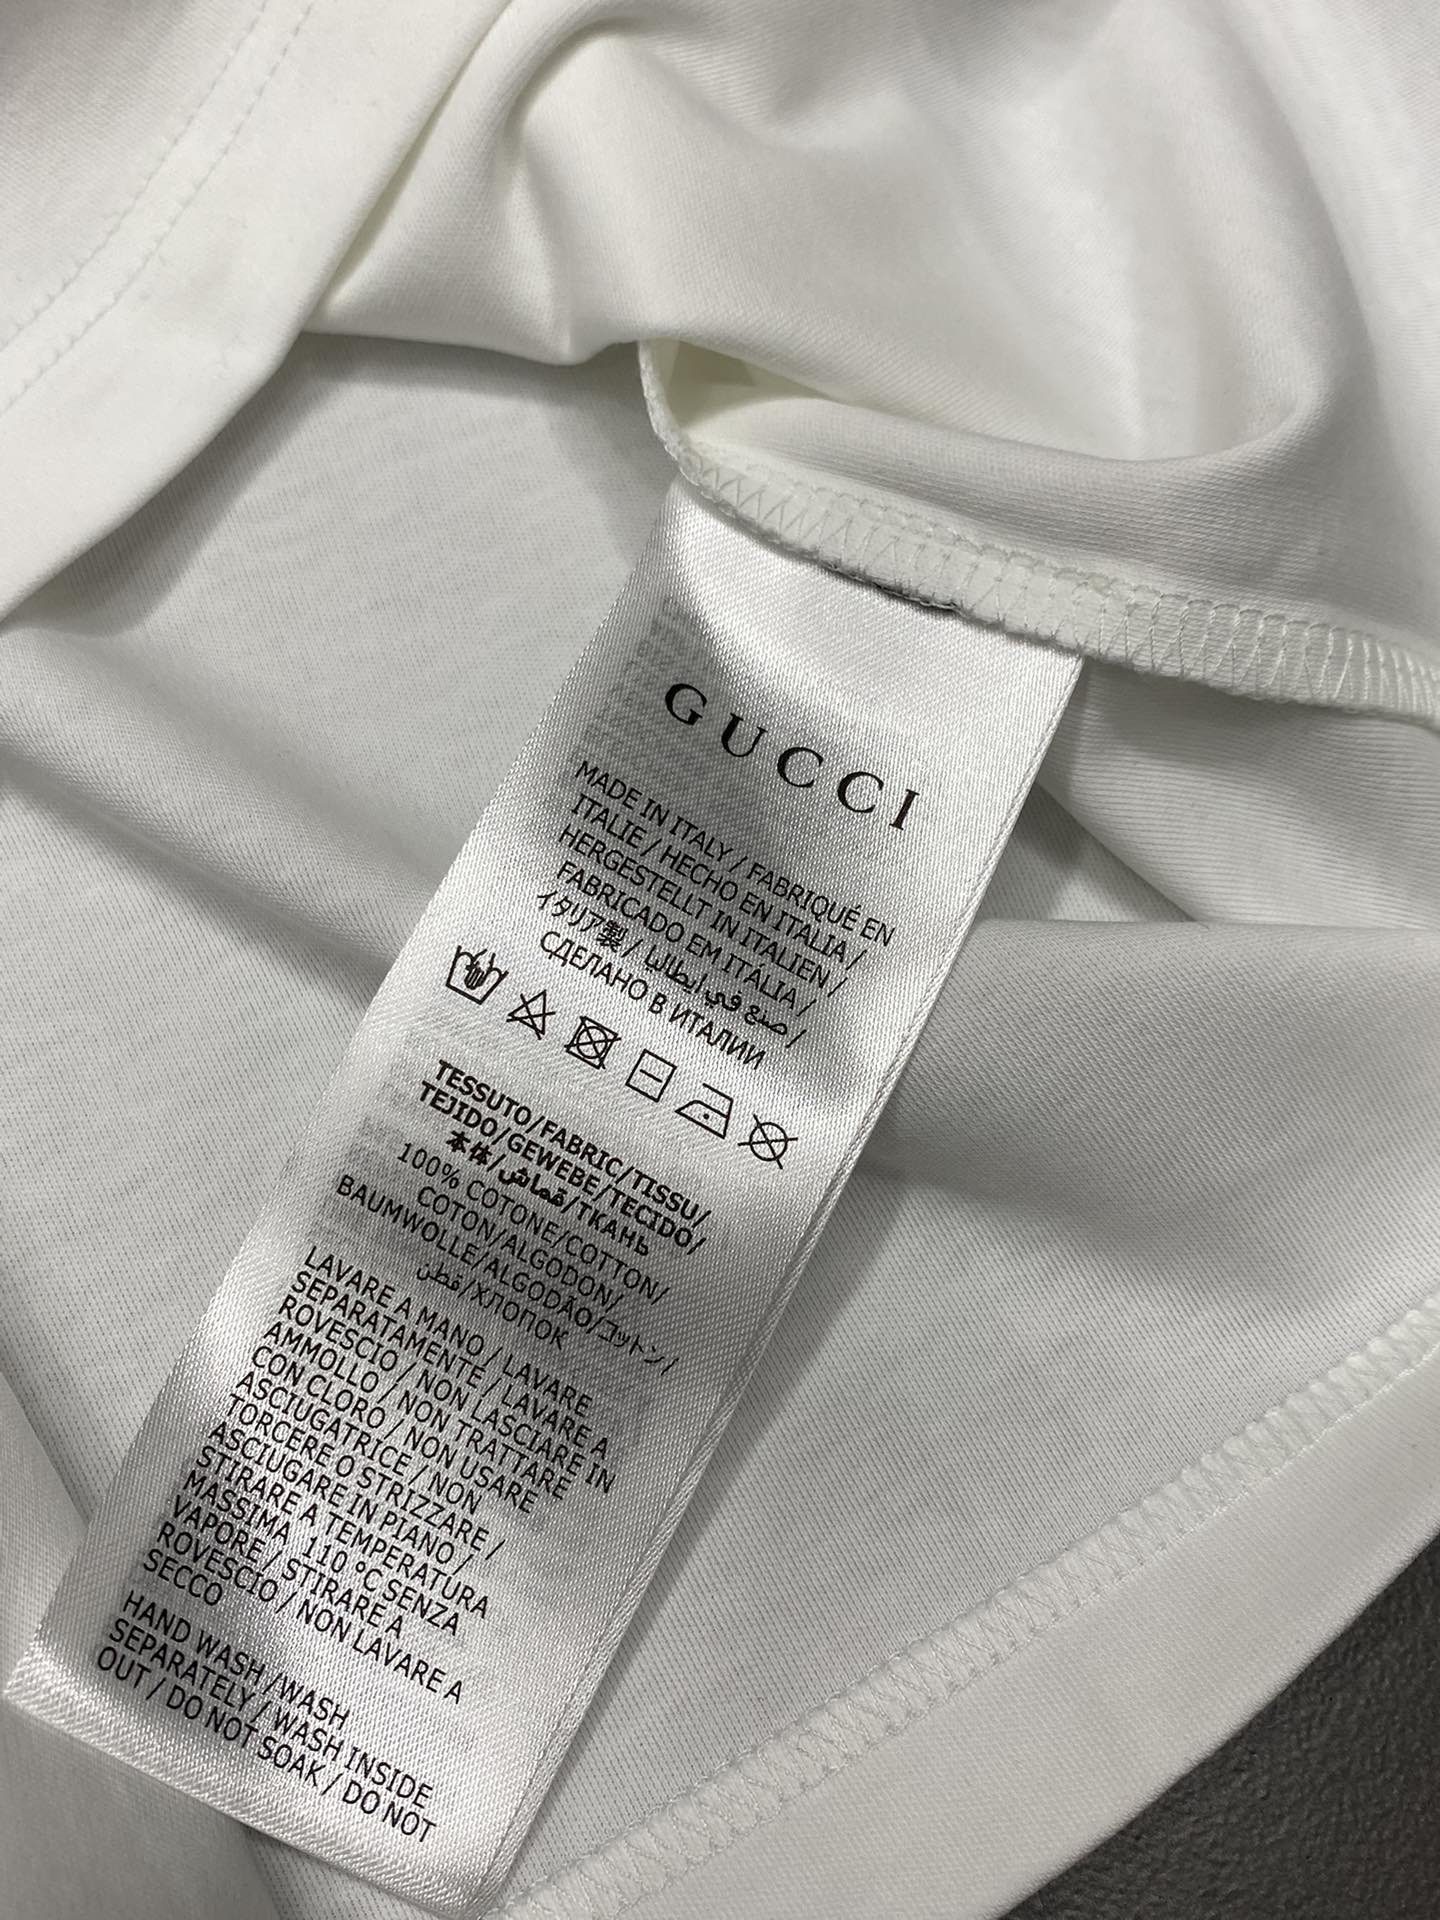 GUCCI
MADE IN ITALY / FABRIQUÉ EN
ITALIE / HECHO EN ITALIA /
HERGESTELLT IN ITALIEN /
FABRICADO EM ITÁLIA /
イタリア製 / صنع في ايطاليا /
СДЕЛАНО В ИТАЛИИ
TESSUTO/FABRIC/TISSU/
TEJIDO/GEWEBE/TECIDO/
本体/قماش/ТКАНЬ
100% COTONE/COTTON/
COTON/ALGODON/
BAUMWOLLE/ALGODÃO/コットン/
قطن/ХЛОПОК
LAVARE A MANO / LAVARE
SEPARATAMENTE / LAVARE A
ROVESCIO / NON LASCIARE IN
AMMOLLO / NON TRATTARE
CON CLORO / NON USARE
ASCIUGATRICE / NON
TORCERE O STRIZZARE /
ASCIUGARE IN PIANO /
STIRARE A TEMPERATURA
MASSIMA 110 °C SENZA
VAPORE / STIRARE A
ROVESCIO / NON LAVARE A
SECCO
HAND WASH /WASH
SEPARATELY / WASH INSIDE
OUT / DO NOT SOAK / DO NOT